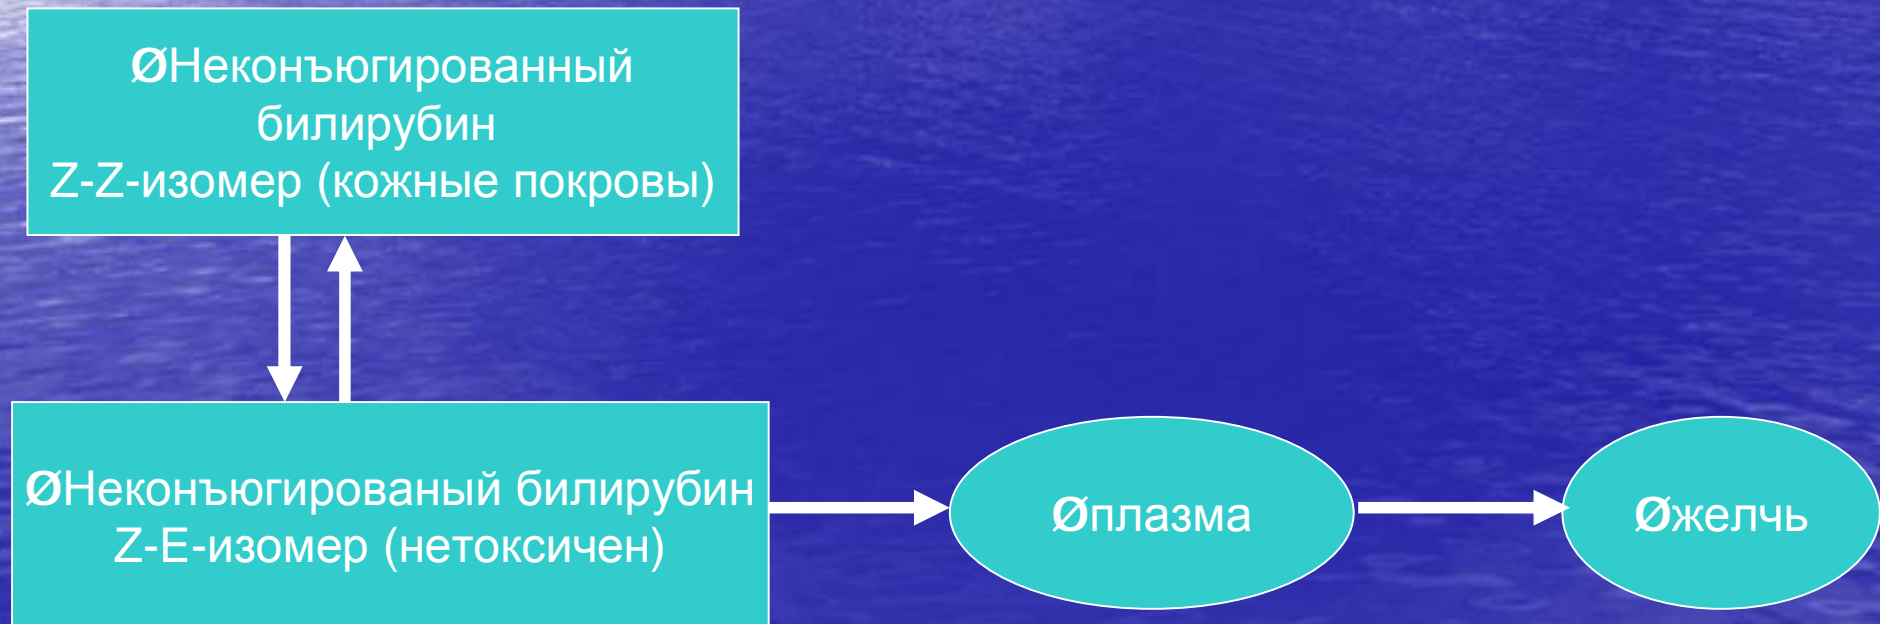 ØНеконъюгированный
билирубин
Z-Z-изомер (кожные покровы)
ØНеконъюгированый билирубин
Z-E-изомер (нетоксичен)
Øплазма
Øжелчь